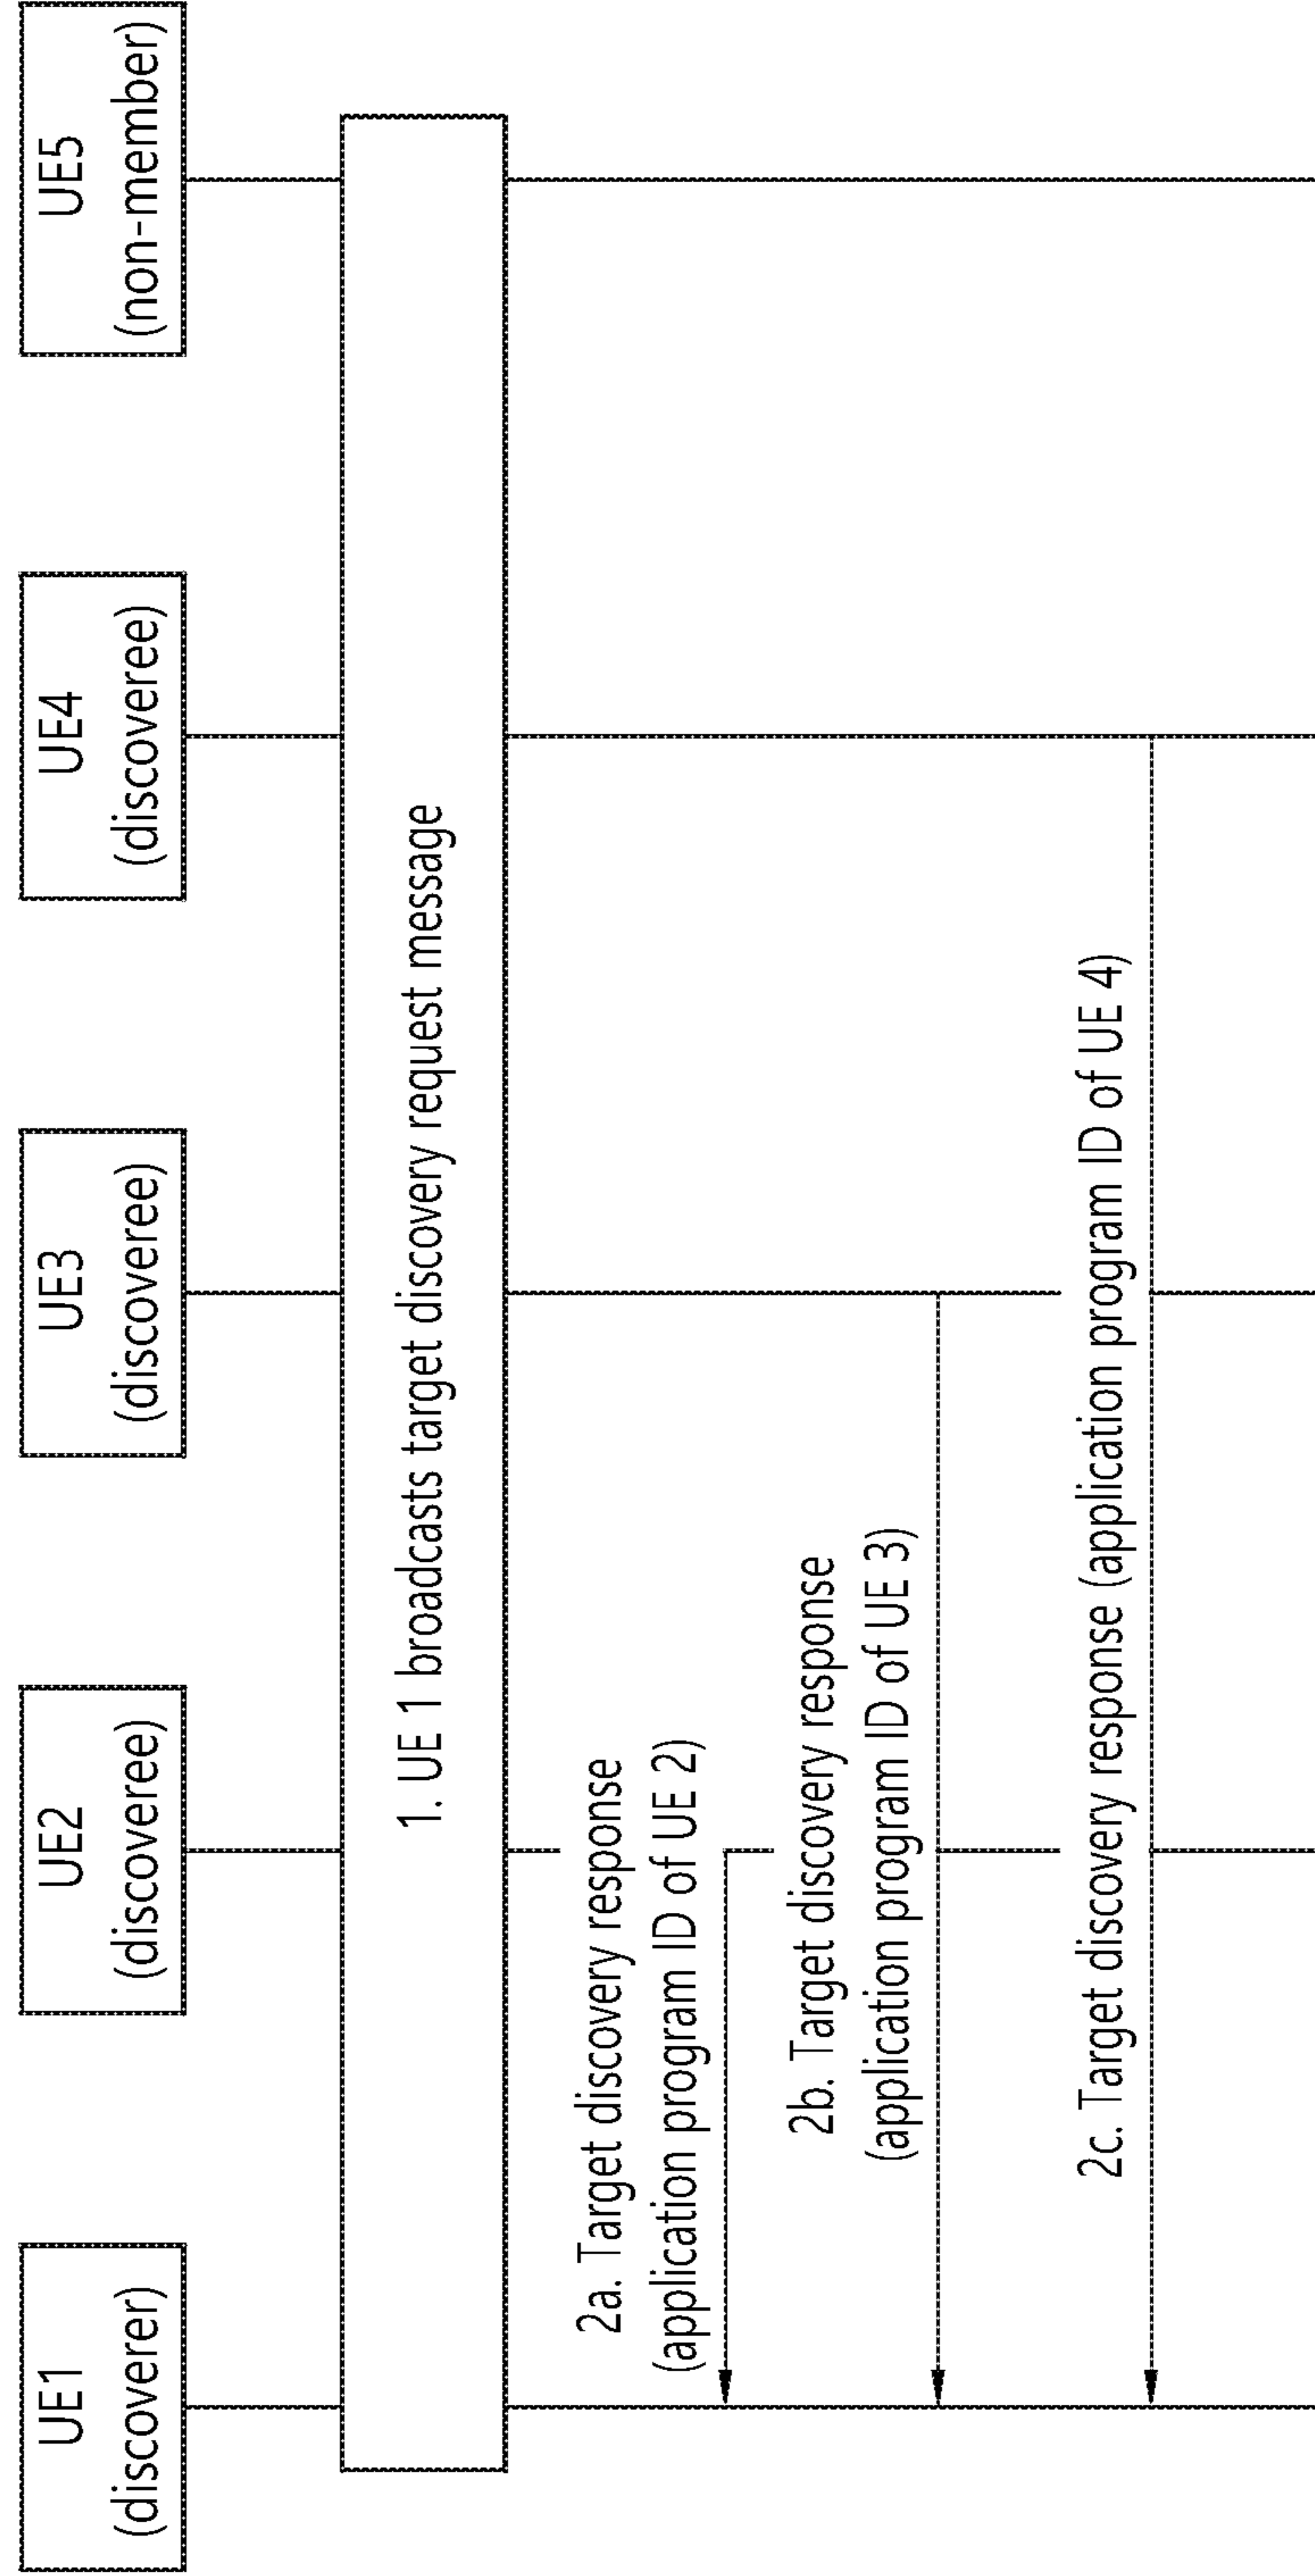 UE1
(discoverer)
UE2
(discoveree)
UE3
(discoveree)
UE4
(discoveree)
UE5
(non-member)
1. UE 1 broadcasts target discovery request message
2a. Target discovery response
(application program ID of UE 2)
2b. Target discovery response
(application program ID of UE 3)
2c. Target discovery response (application program ID of UE 4)